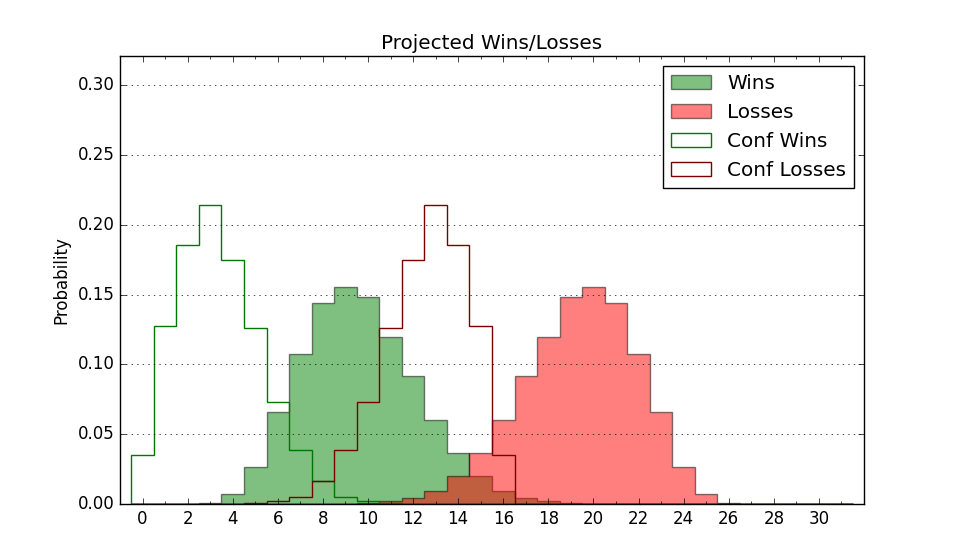 Projected Wins/Losses
Wins
Losses
Conf Wins
Conf Losses
Probability
0.30
0.25
0.20
0.15
0.10
0.05
0.00
0 2 4 6 8 10 12 14 16 18 20 22 24 26 28 30